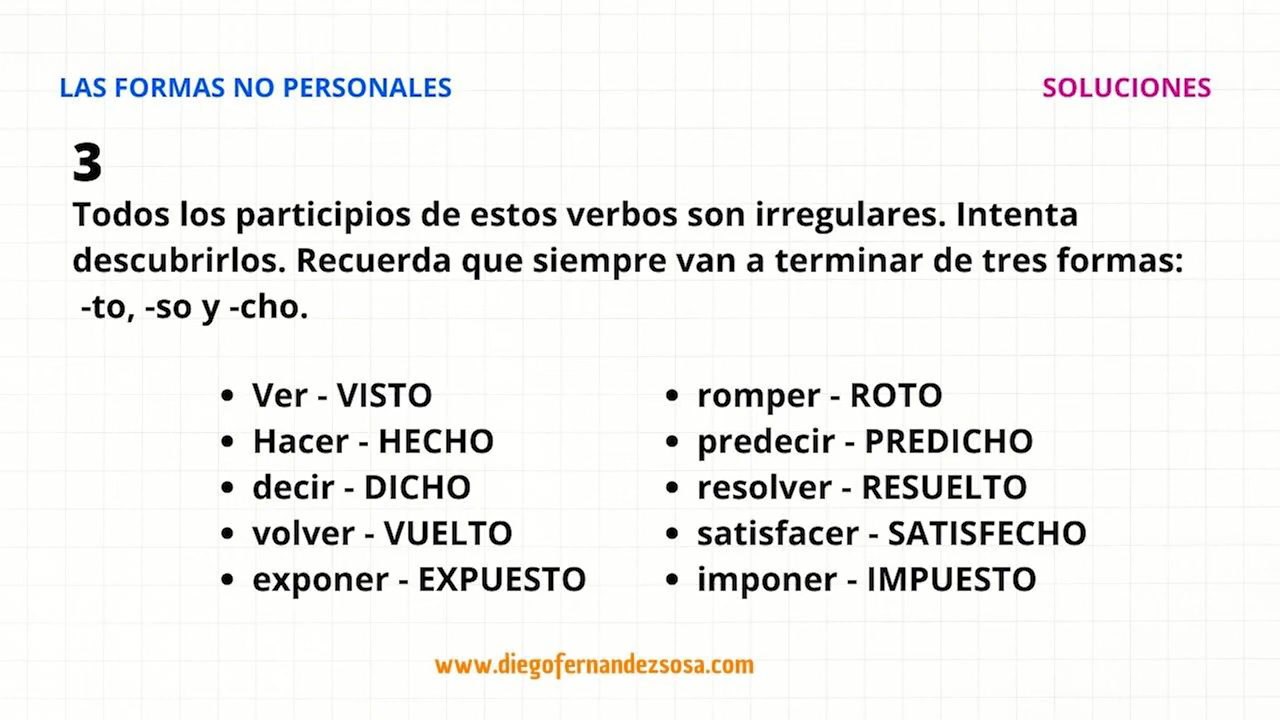 LAS FORMAS NO PERSONALES
SOLUCIONES
3
Todos los participios de estos verbos son irregulares. Intenta
descubrirlos. Recuerda que siempre van a terminar de tres formas:
-to, -so y -cho.
• Ver - VISTO
• Hacer - HECHO
• decir - DICHO
• volver - VUELTO
• exponer - EXPUESTO
• romper - ROTO
• predecir - PREDICHO
• resolver - RESUELTO
• satisfacer - SATISFECHO
• imponer - IMPUESTO
www.diegofernandezsosa.com